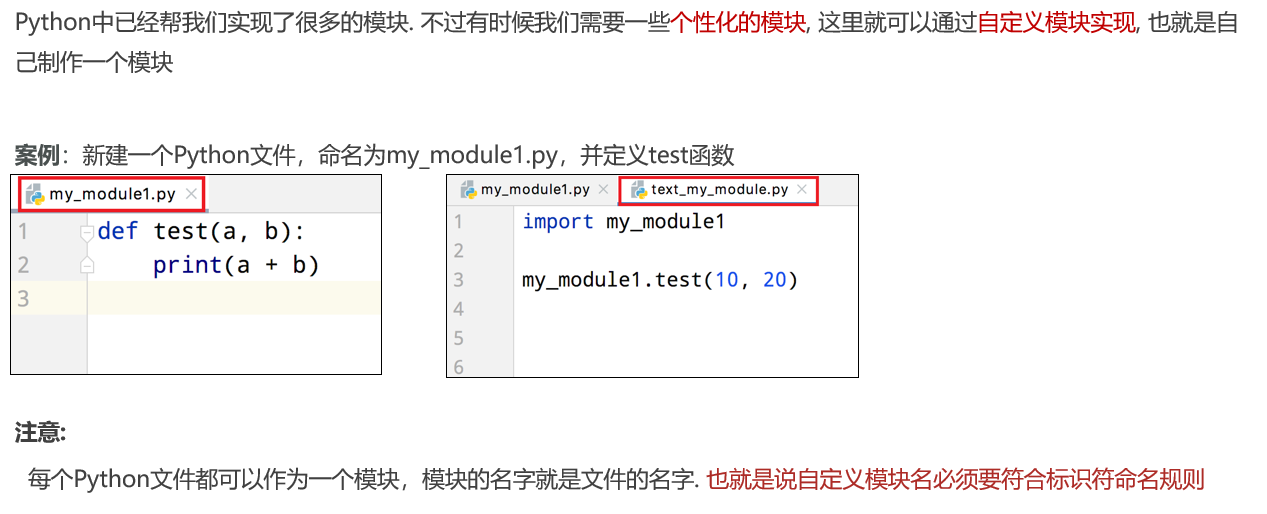 Python中已经帮我们实现了很多的模块. 不过有时候我们需要一些个性化的模块, 这里就可以通过自定义模块实现, 也就是自
己制作一个模块
案例：新建一个Python文件，命名为my_module1.py，并定义test函数
my_module1.py
1 def test(a, b):
2 print(a + b)
3
my_module1.py text_my_module.py
1 import my_module1
2
3 my_module1.test(10, 20)
4
5
6
注意:
每个Python文件都可以作为一个模块，模块的名字就是文件的名字. 也就是说自定义模块名必须要符合标识符命名规则